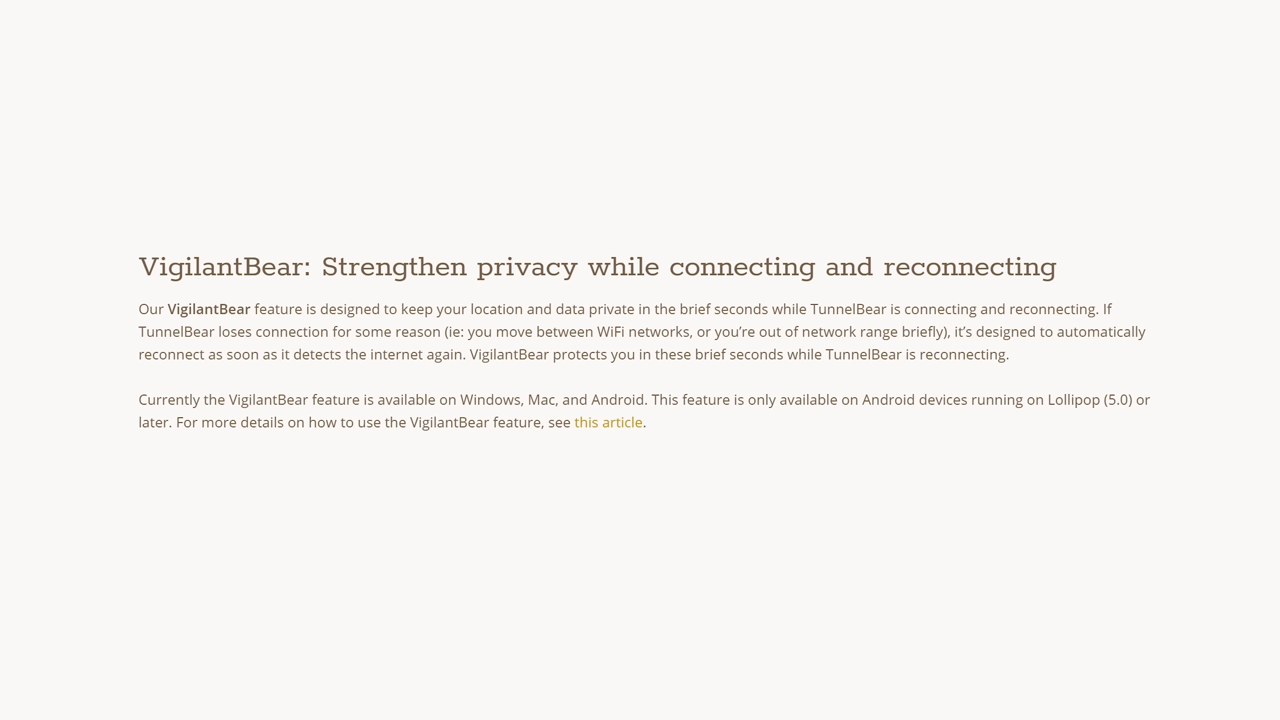 VigilantBear: Strengthen privacy while connecting and reconnecting
Our VigilantBear feature is designed to keep your location and data private in the brief seconds while TunnelBear is connecting and reconnecting. If
TunnelBear loses connection for some reason (ie: you move between WiFi networks, or you’re out of network range briefly), it’s designed to automatically
reconnect as soon as it detects the internet again. VigilantBear protects you in these brief seconds while TunnelBear is reconnecting.
Currently the VigilantBear feature is available on Windows, Mac, and Android. This feature is only available on Android devices running on Lollipop (5.0) or
later. For more details on how to use the VigilantBear feature, see this article.